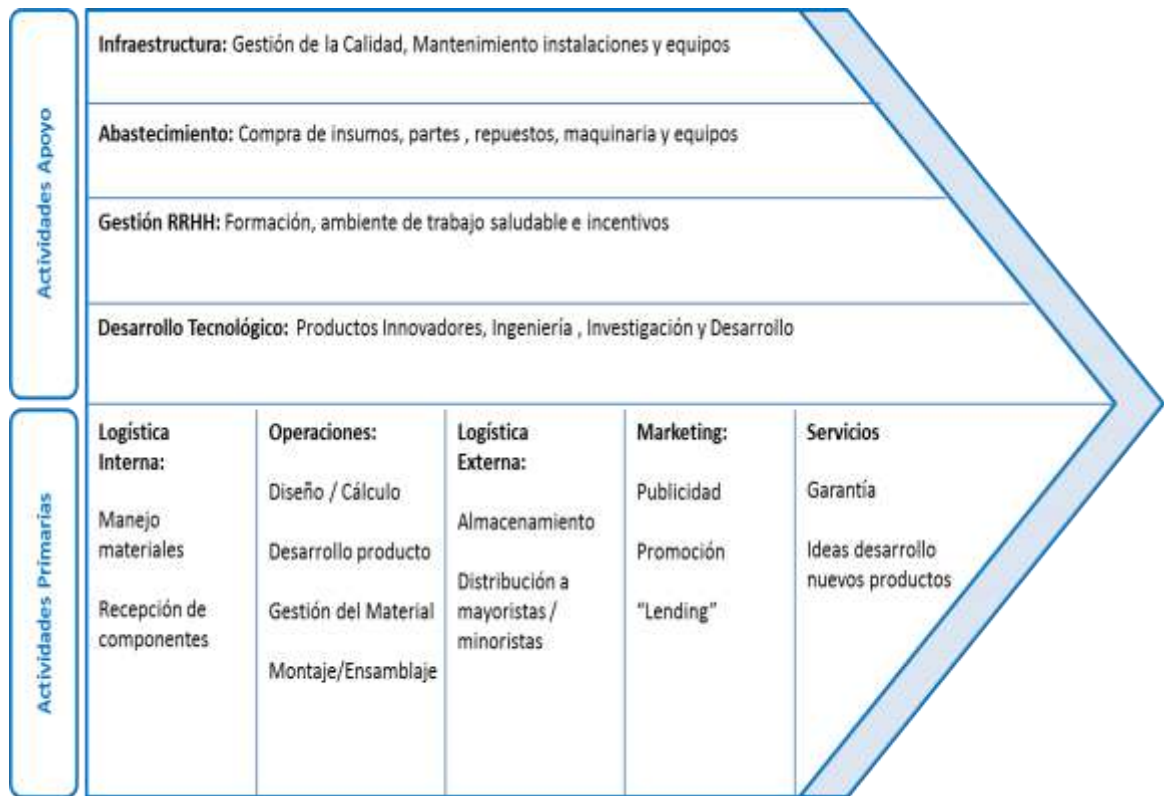 Actividades Apoyo
Infraestructura: Gestión de la Calidad, Mantenimiento instalaciones y equipos
Abastecimiento: Compra de insumos, partes , repuestos, maquinaria y equipos
Gestión RRHH: Formación, ambiente de trabajo saludable e incentivos
Desarrollo Tecnológico: Productos Innovadores, Ingeniería , Investigación y Desarrollo
Actividades Primarias
Logística
Interna:
Manejo
materiales
Recepción de
componentes
Operaciones:
Diseño / Cálculo
Desarrollo producto
Gestión del Material
Montaje/Ensamblaje
Logística
Externa:
Almacenamiento
Distribución a
mayoristas /
minoristas
Marketing:
Publicidad
Promoción
"Lending"
Servicios
Garantía
Ideas desarrollo
nuevos productos